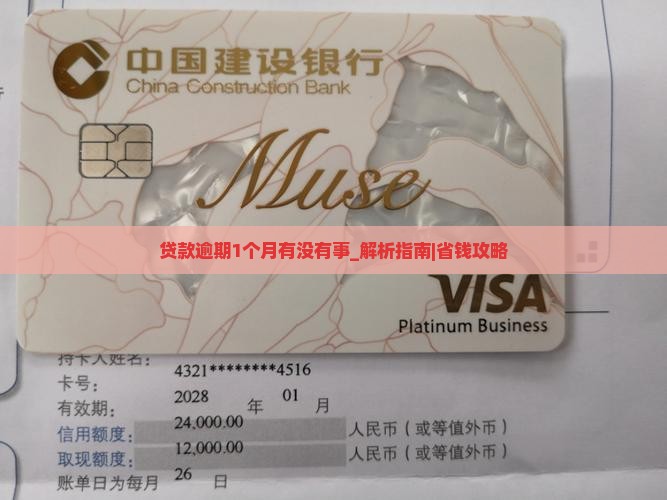 中国建设银行
China Construction Bank
Muse
贷款逾期1个月有没有事_解析指南|省钱攻略
VISA
Platinum Business
持卡人姓名:
卡号: 4321********4516
有效期: 2028 年 01 月
信用额度: 24,000.00 人民币(或等值外币)
取现额度: 12,000.00 人民币(或等值外币)
账单日为每月 26 日